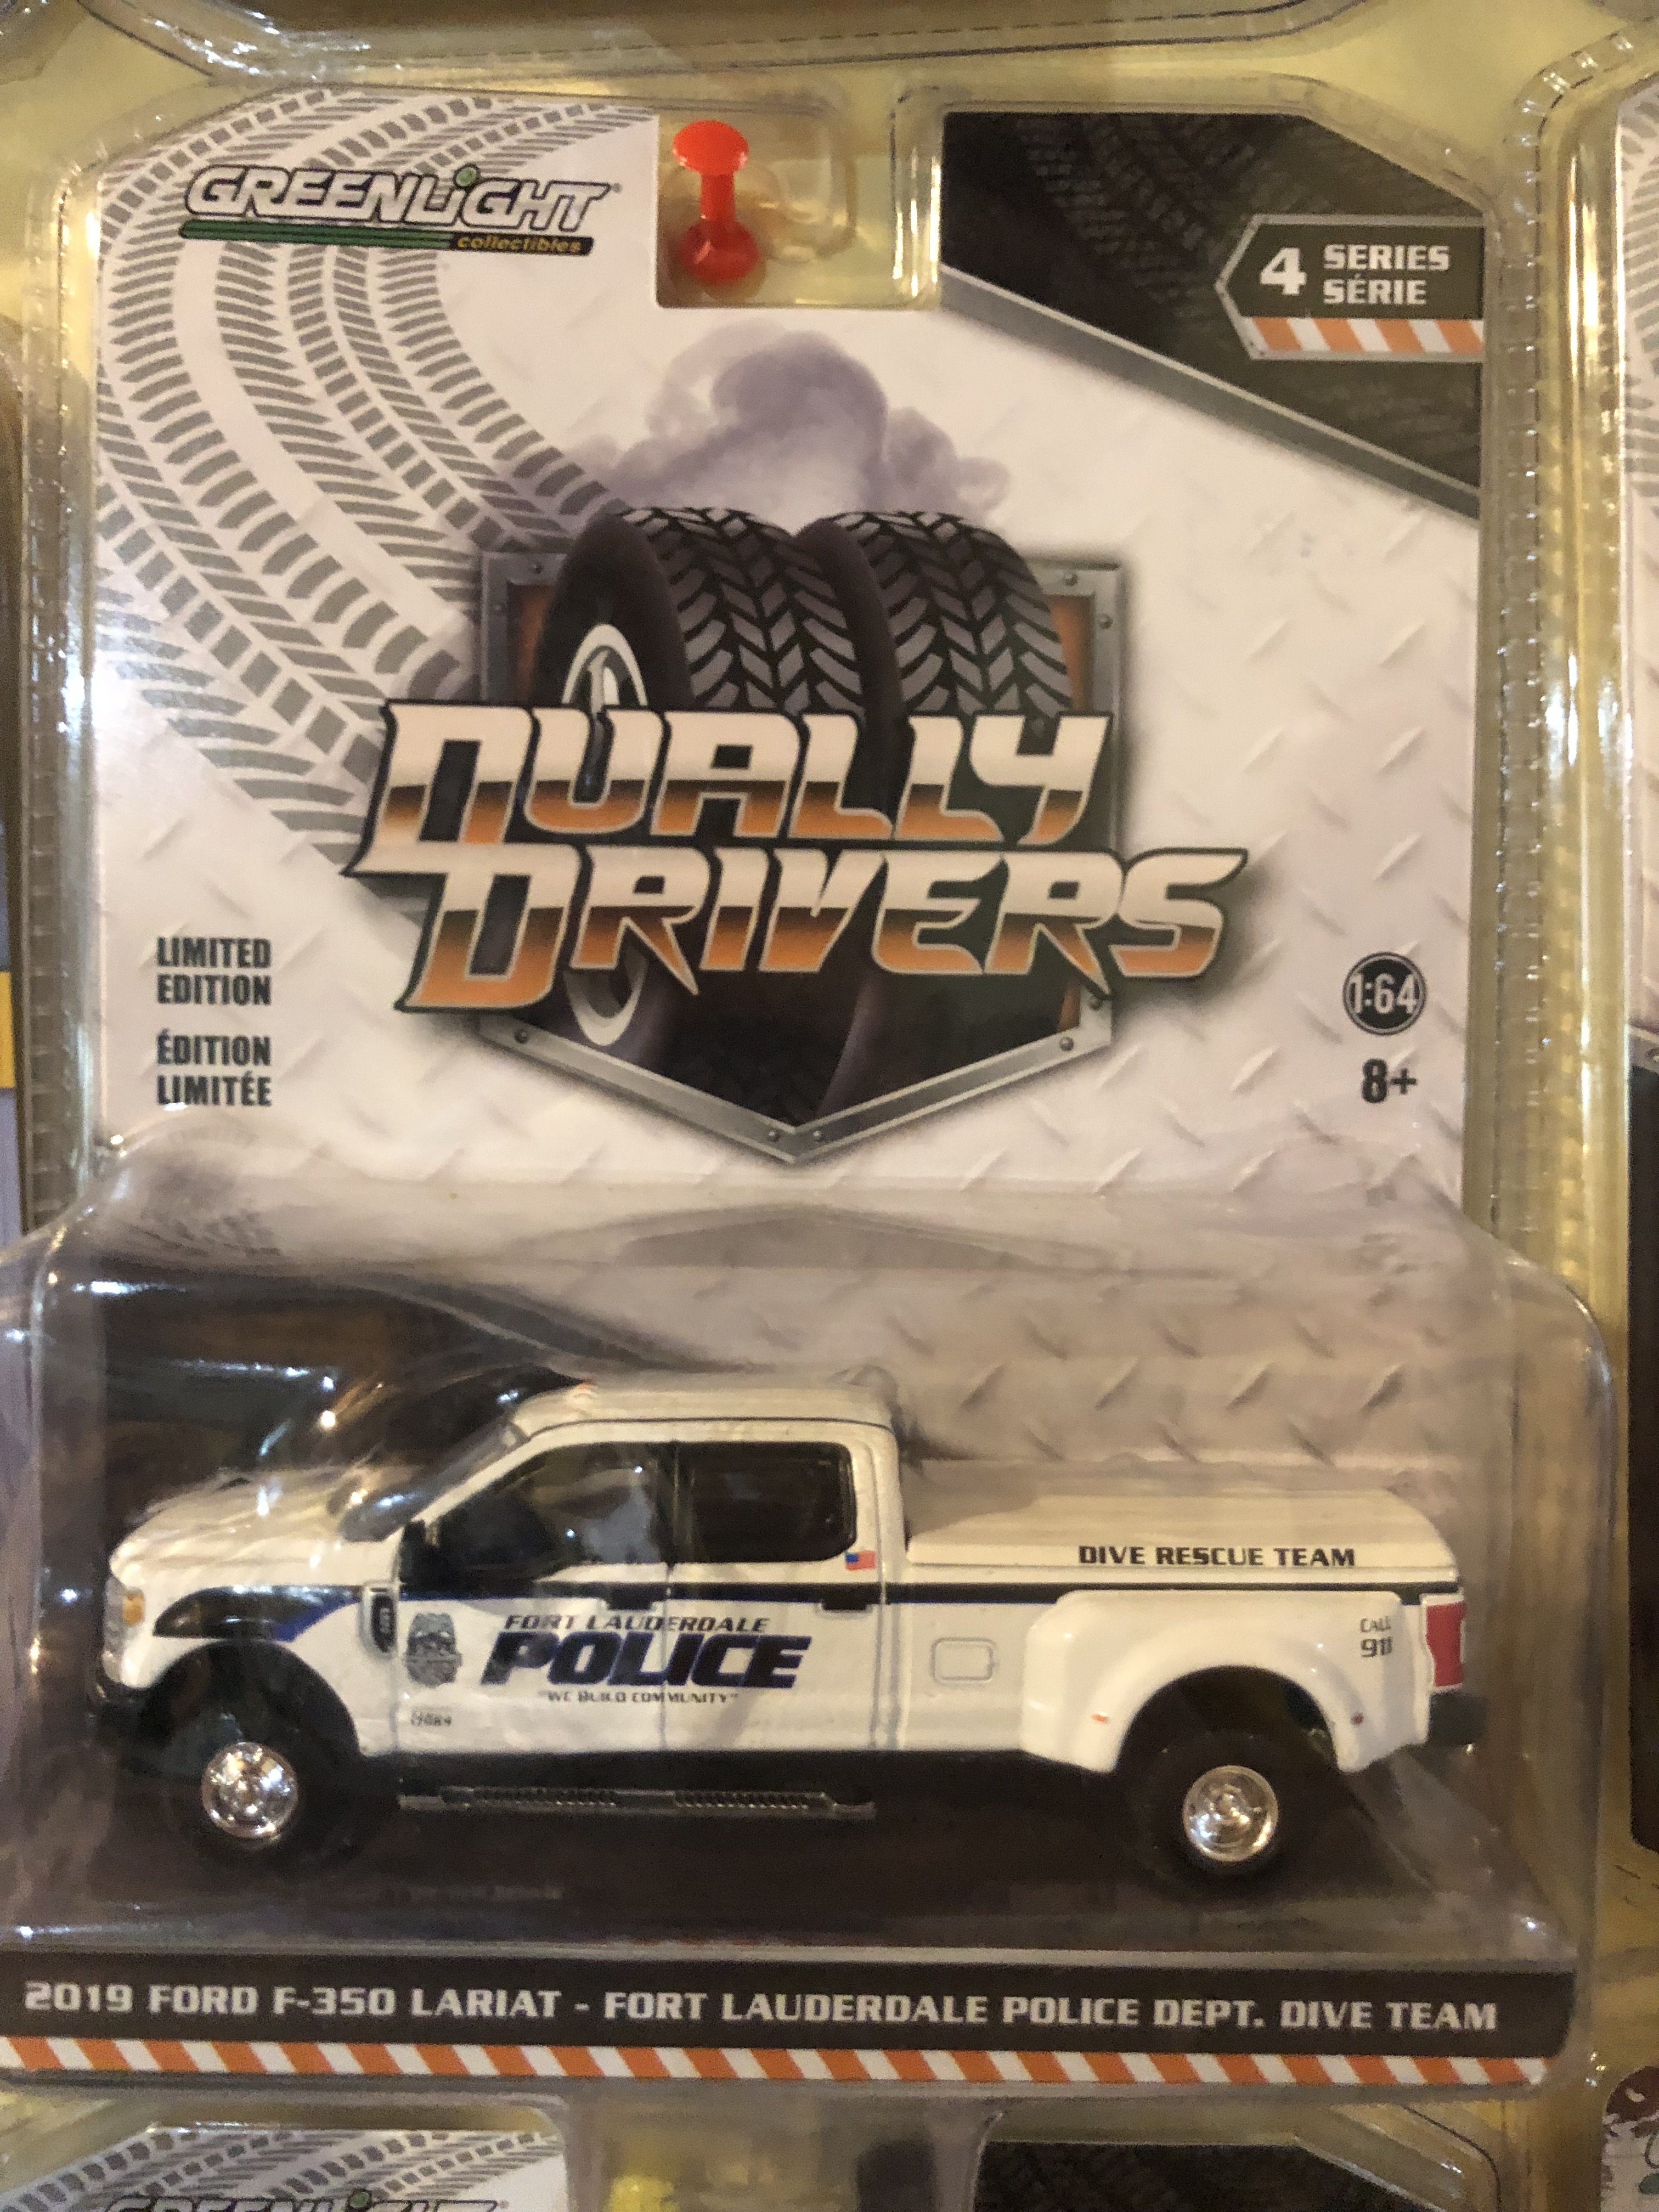 GREENLIGHT®
collectibles
4 SERIES
SÉRIE
DUALLY
DRIVERS
LIMITED
EDITION
ÉDITION
LIMITÉE
1:64
8+
DIVE RESCUE TEAM
FORT LAUDERDALE
POLICE
"WE BUILD COMMUNITY"
CALL
911
2019 FORD F-350 LARIAT - FORT LAUDERDALE POLICE DEPT. DIVE TEAM
GREENLIGHT®